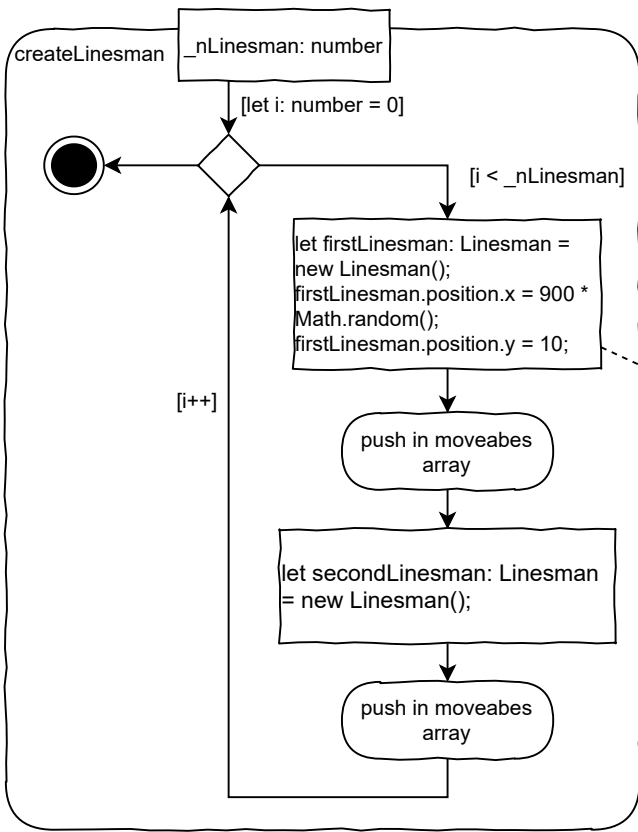 createLinesman
_nLinesman: number
[let i: number = 0]
[i < _nLinesman]
let firstLinesman: Linesman =
new Linesman();
firstLinesman.position.x = 900 *
Math.random();
firstLinesman.position.y = 10;
[i++]
push in moveabes
array
let secondLinesman: Linesman
= new Linesman();
push in moveabes
array